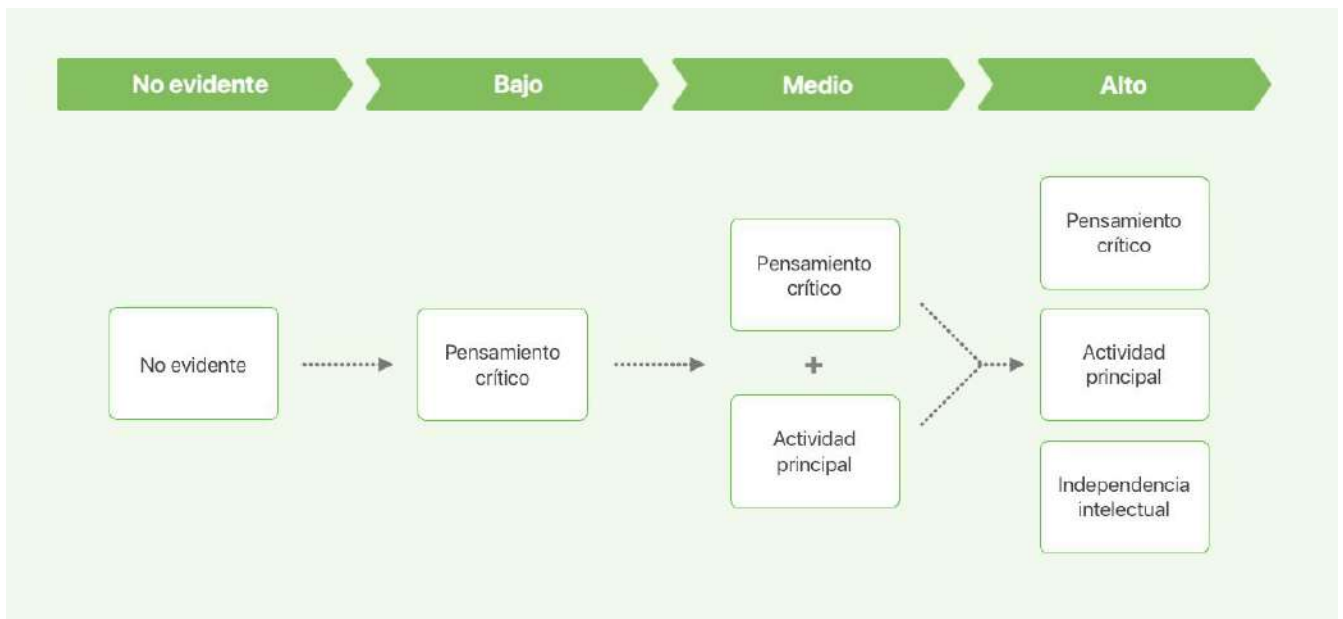 No evidente
Bajo
Medio
Alto
No evidente
Pensamiento
crítico
Pensamiento
crítico
+
Actividad
principal
Pensamiento
crítico
Actividad
principal
Independencia
intelectual